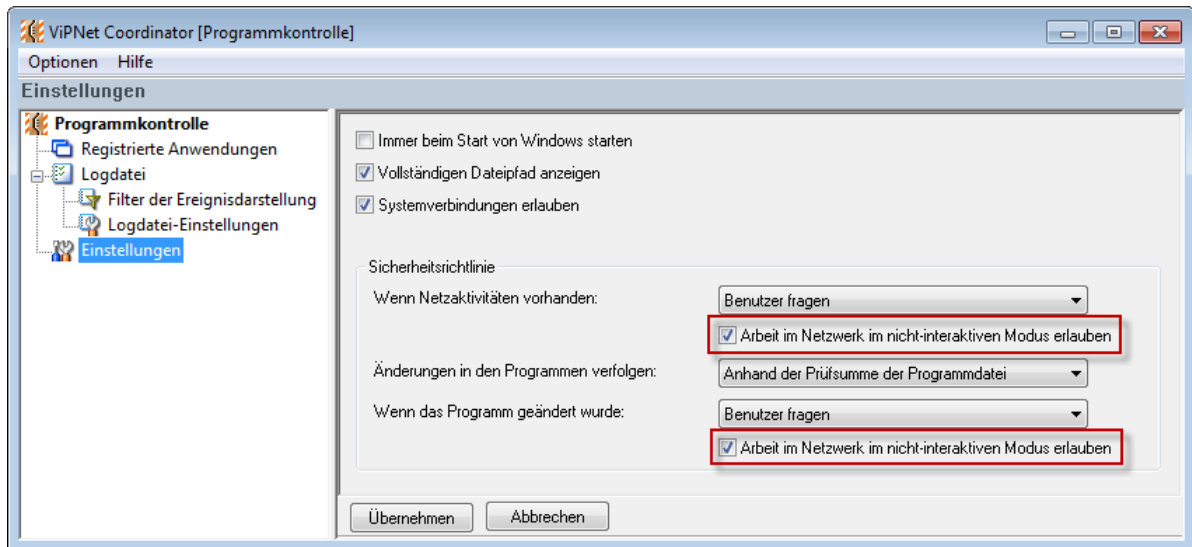 ViPNet Coordinator [Programmkontrolle]
Optionen Hilfe
Einstellungen
Programmkontrolle
Registrierte Anwendungen
Logdatei
Filter der Ereignisdarstellung
Logdatei-Einstellungen
Einstellungen
Immer beim Start von Windows starten
Vollständigen Dateipfad anzeigen
Systemverbindungen erlauben
Sicherheitsrichtlinie
Wenn Netzaktivitäten vorhanden: Benutzer fragen
Arbeit im Netzwerk im nicht-interaktiven Modus erlauben
Änderungen in den Programmen verfolgen: Anhand der Prüfsumme der Programmdatei
Wenn das Programm geändert wurde: Benutzer fragen
Arbeit im Netzwerk im nicht-interaktiven Modus erlauben
Übernehmen Abbrechen